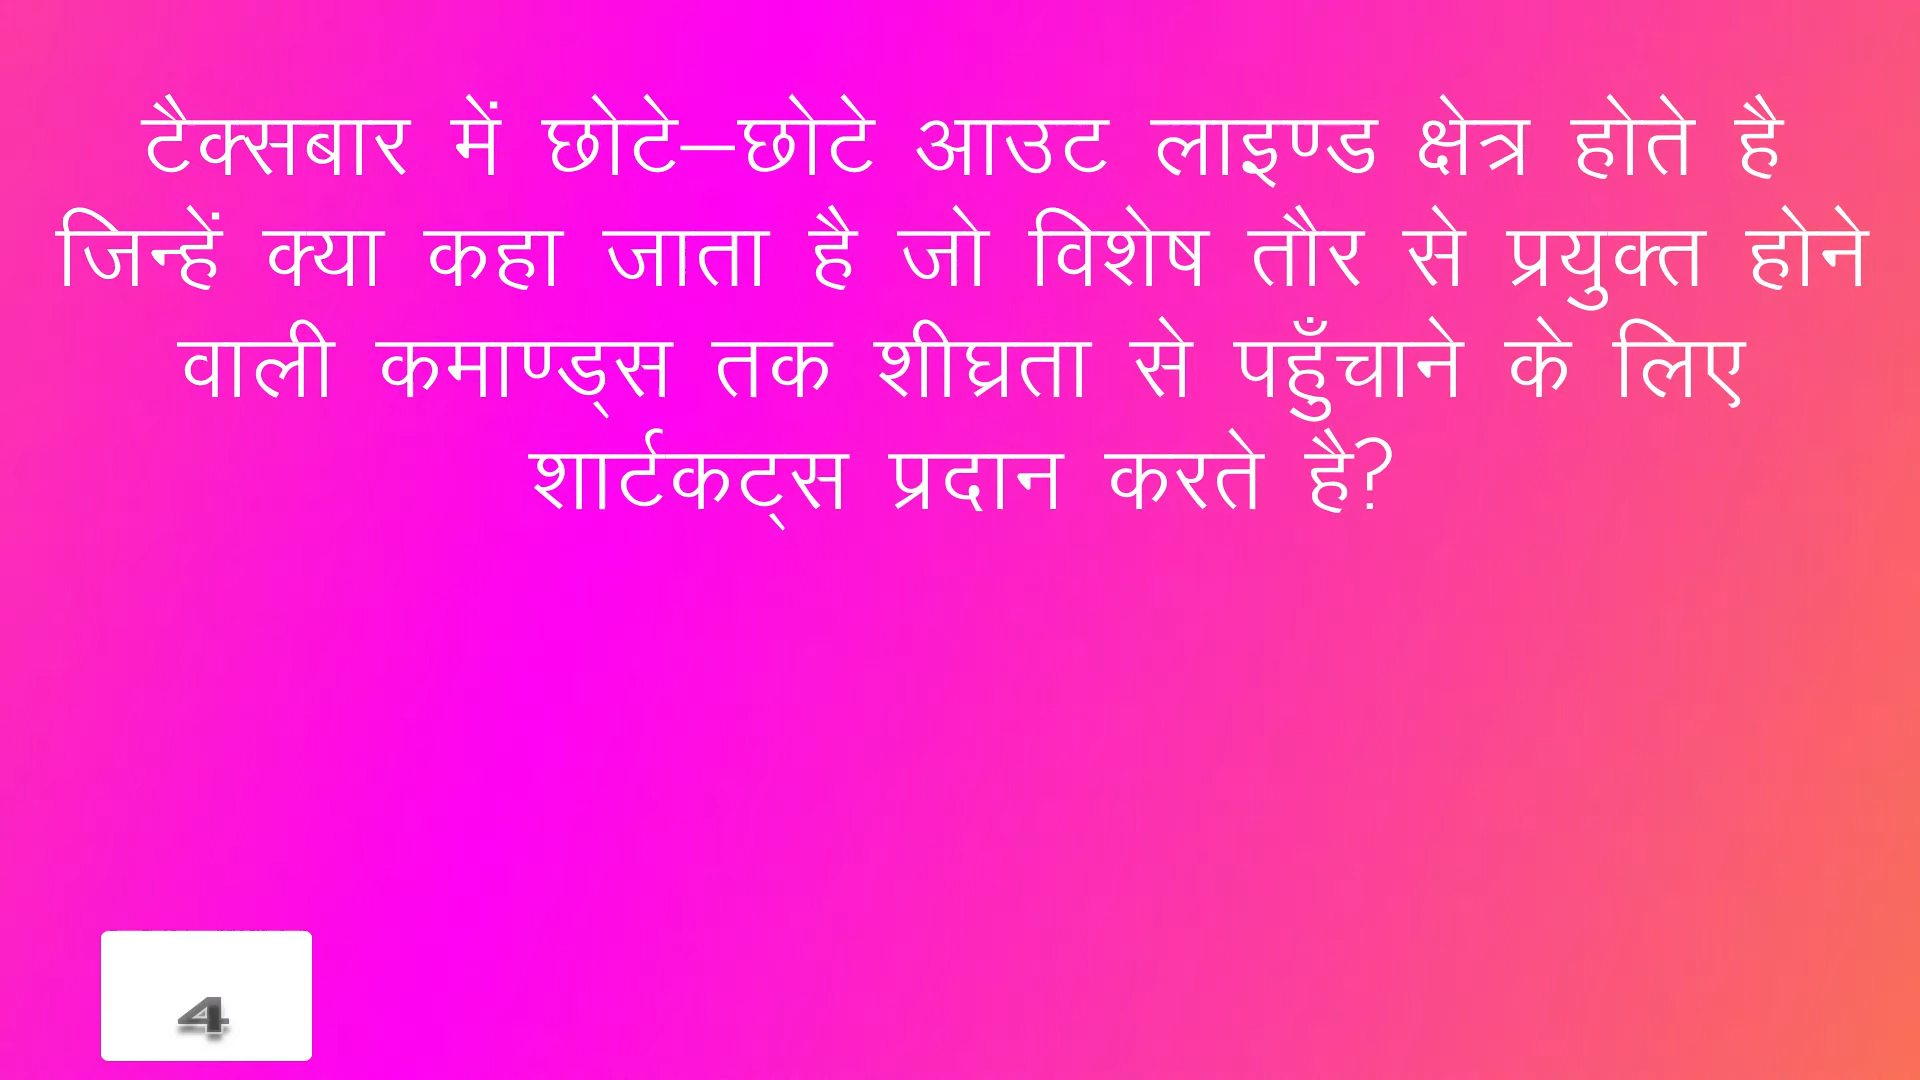 टैक्सबार में छोटे–छोटे आउट लाइण्ड क्षेत्र होते है
जिन्हें क्या कहा जाता है जो विशेष तौर से प्रयुक्त होने
वाली कमाण्ड्स तक शीघ्रता से पहुँचाने के लिए
शार्टकट्स प्रदान करते है?
4